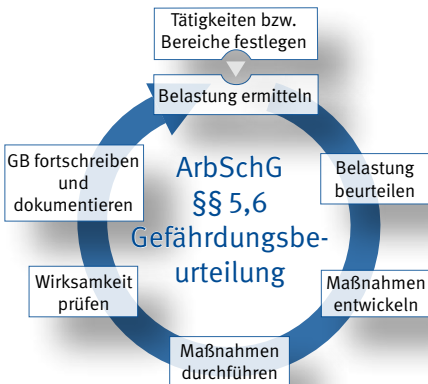 Tätigkeiten bzw.
Bereiche festlegen
Belastung ermitteln
Belastung
beurteilen
Maßnahmen
entwickeln
Maßnahmen
durchführen
Wirksamkeit
prüfen
GB fortschreiben
und
dokumentieren
ArbSchG
§§ 5,6
Gefährdungsbe-
urteilung